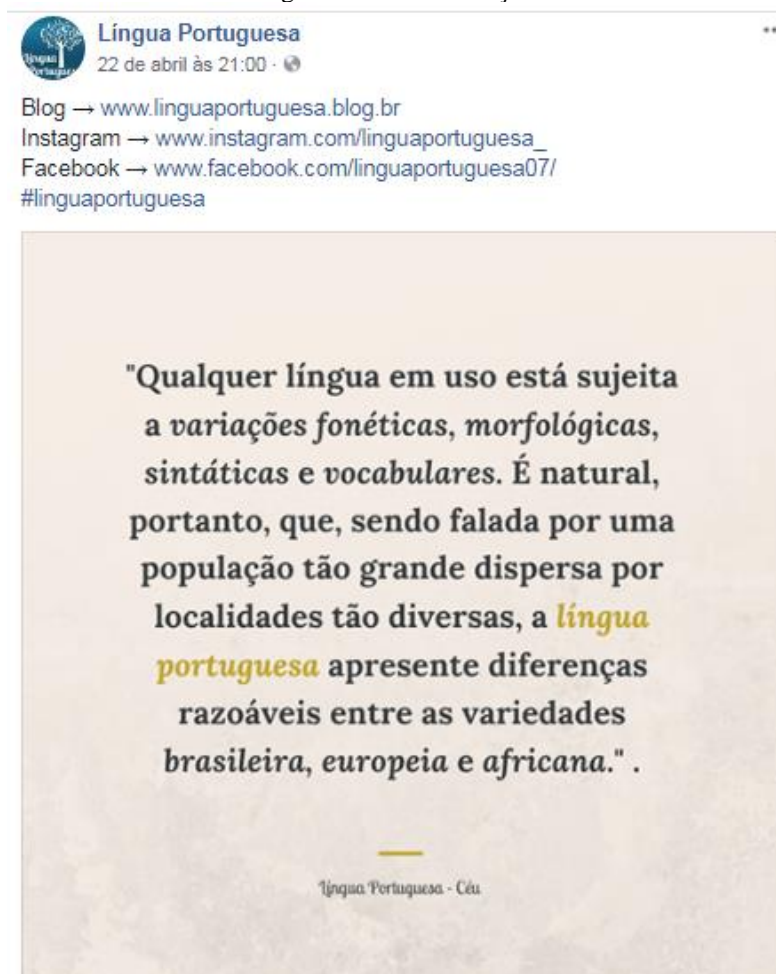 Língua Portuguesa
22 de abril às 21:00 ·
Blog → www.linguaportuguesa.blog.br
Instagram → www.instagram.com/linguaportuguesa_
Facebook → www.facebook.com/linguaportuguesa07/
#linguaportuguesa
"Qualquer língua em uso está sujeita
a variações fonéticas, morfológicas,
sintáticas e vocabulares. É natural,
portanto, que, sendo falada por uma
população tão grande dispersa por
localidades tão diversas, a língua
portuguesa apresente diferenças
razoáveis entre as variedades
brasileira, europeia e africana." .
Língua Portuguesa - Céu